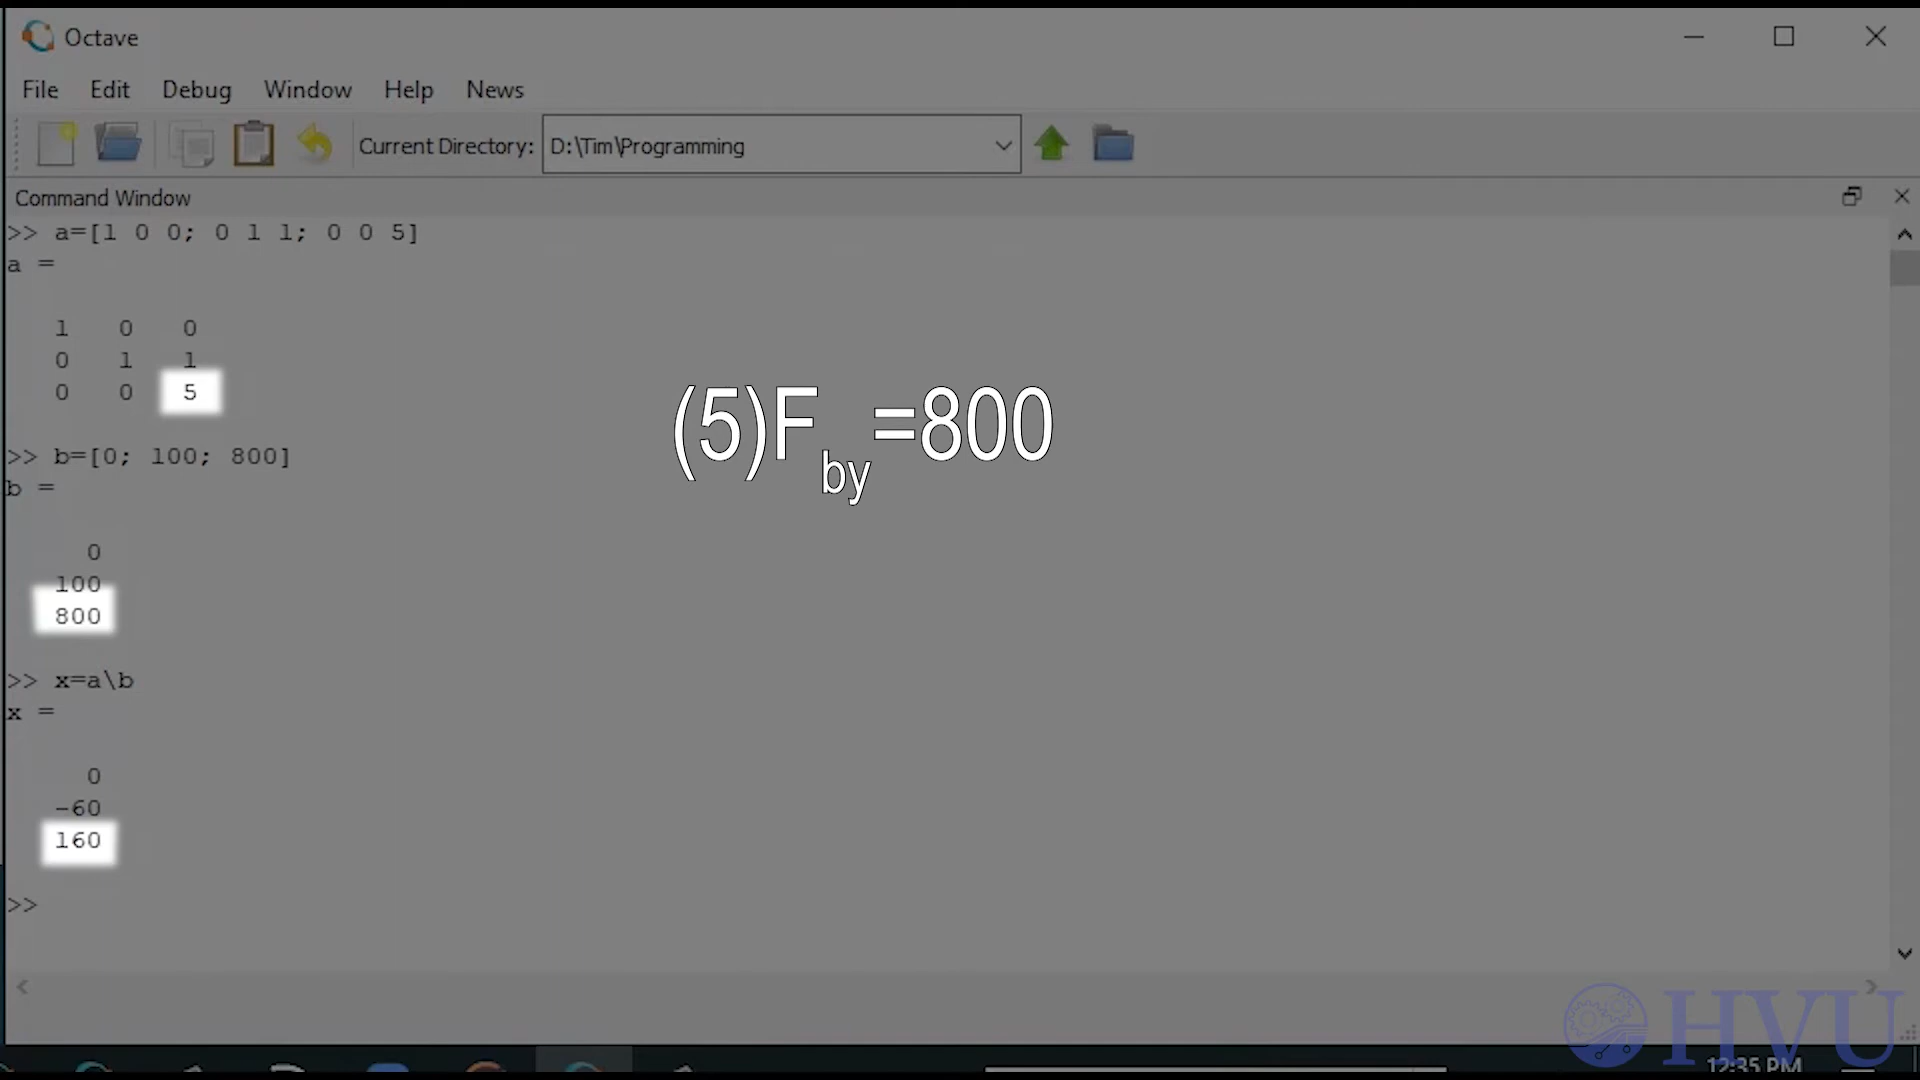 Octave
File Edit Debug Window Help News
Current Directory: D:\Tim\Programming
Command Window
>> a=[1 0 0; 0 1 1; 0 0 5]
a =
1 0 0
0 1 1
0 0 5
(5)Fby=800
>> b=[0; 100; 800]
b =
0
100
800
>> x=a\b
x =
0
-60
160
>>
HVU
12:35 PM